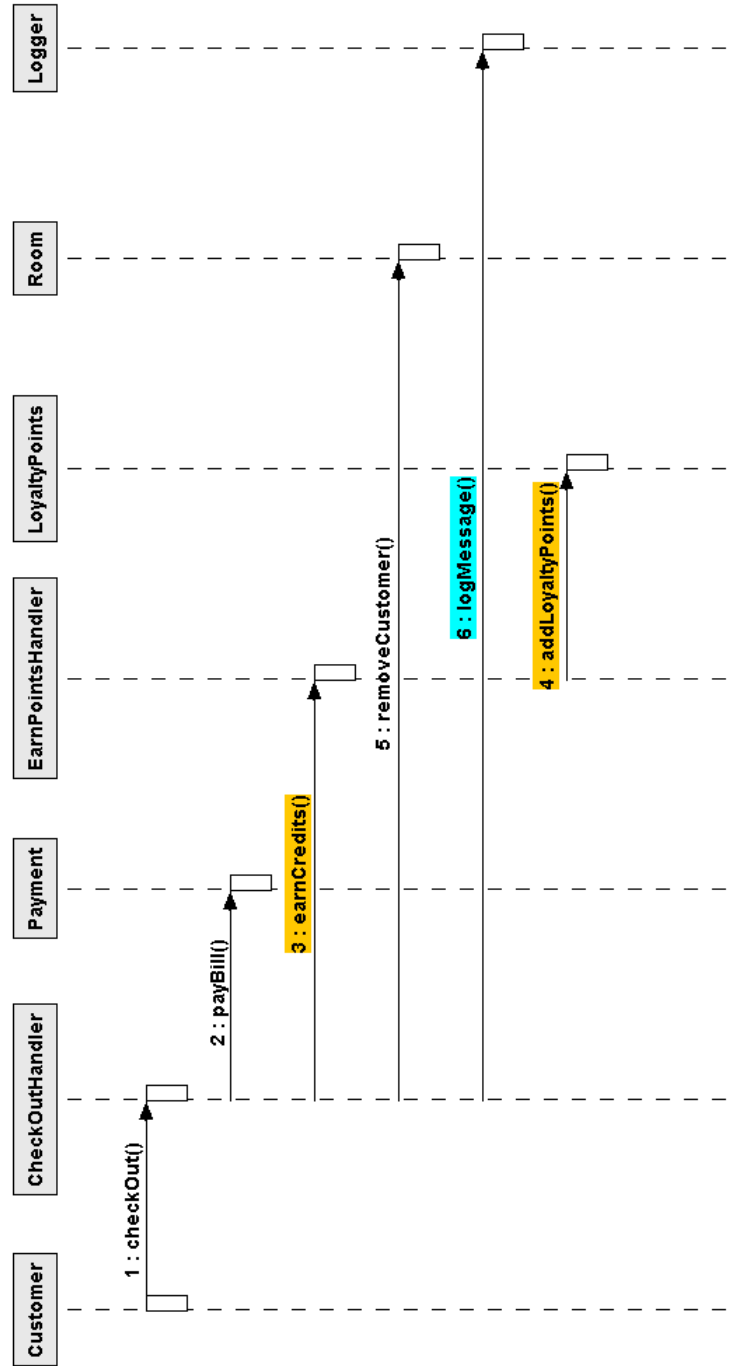 Customer
CheckOutHandler
Payment
EarnPointsHandler
LoyaltyPoints
Room
Logger
1 : checkOut()
2 : payBill()
3 : earnCredits()
5 : removeCustomer()
6 : logMessage()
4 : addLoyaltyPoints()